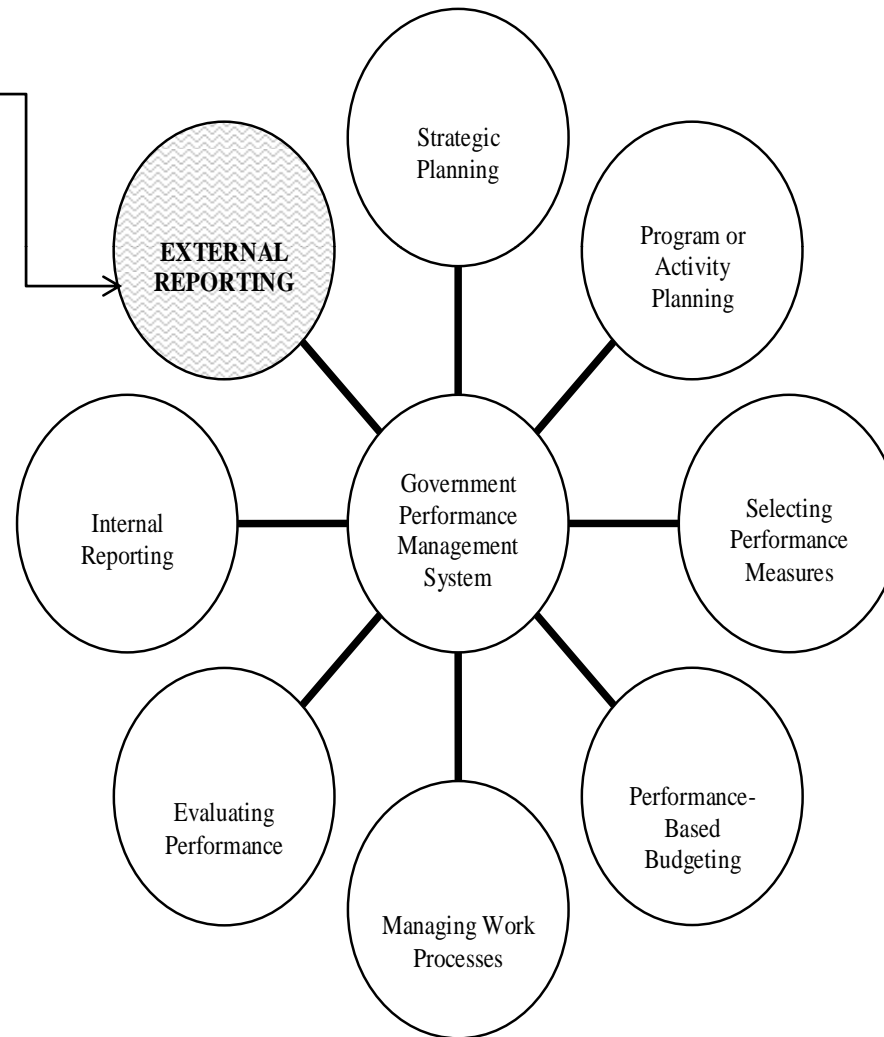 Strategic
Planning
EXTERNAL
REPORTING
Program or
Activity
Planning
Internal
Reporting
Government
Performance
Management
System
Selecting
Performance
Measures
Evaluating
Performance
Performance-
Based
Budgeting
Managing Work
Processes